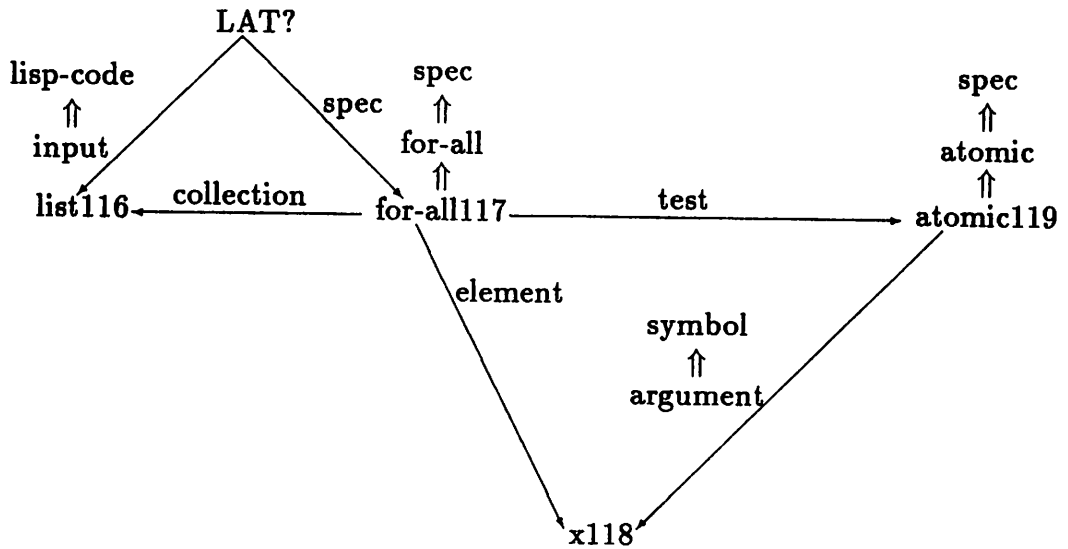 LAT?
lisp-code
spec
spec
spec
input
for-all
atomic
list116
collection
for-all117
test
atomic119
element
symbol
argument
x118